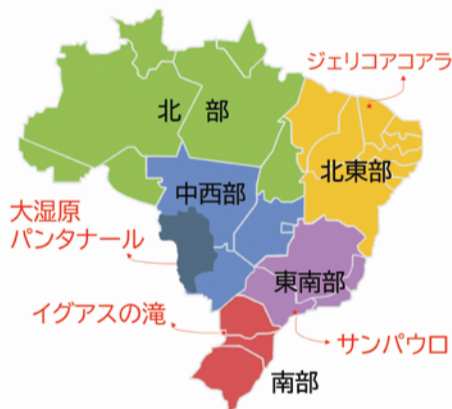 ジェリコアコアラ
北部
北東部
中西部
大湿原
パンタナール
東南部
イグアスの滝
サンパウロ
南部